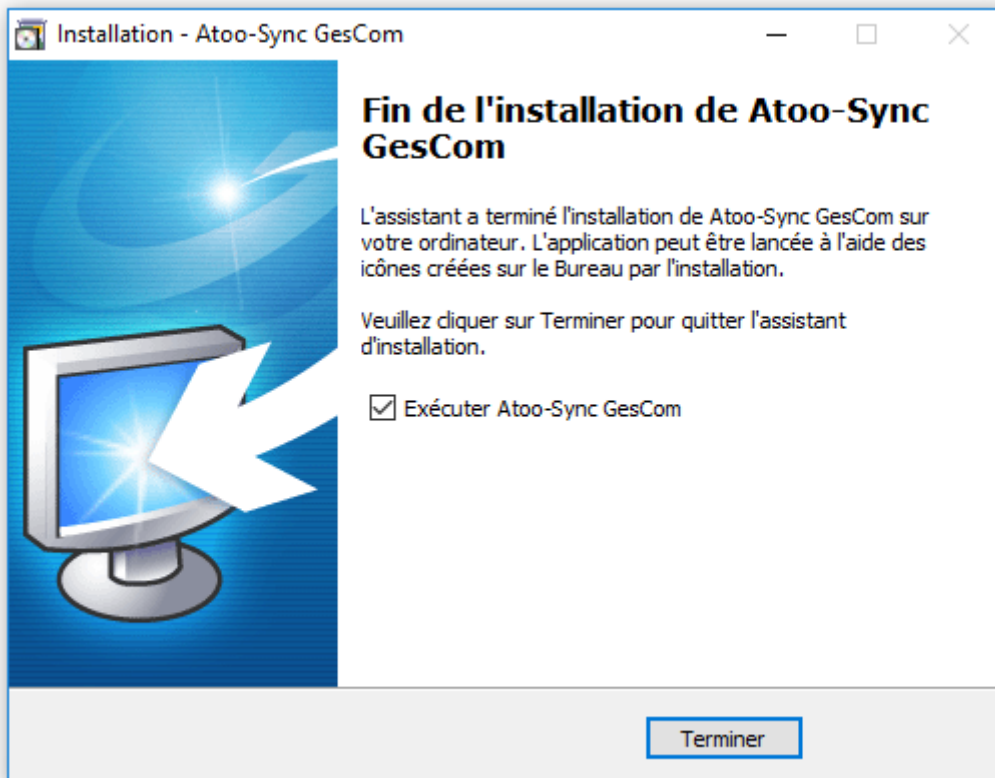 Installation - Atoo-Sync GesCom
Fin de l'installation de Atoo-Sync
GesCom
L'assistant a terminé l'installation de Atoo-Sync GesCom sur
votre ordinateur. L'application peut être lancée à l'aide des
icônes créées sur le Bureau par l'installation.
Veuillez cliquer sur Terminer pour quitter l'assistant
d'installation.
Exécuter Atoo-Sync GesCom
Terminer